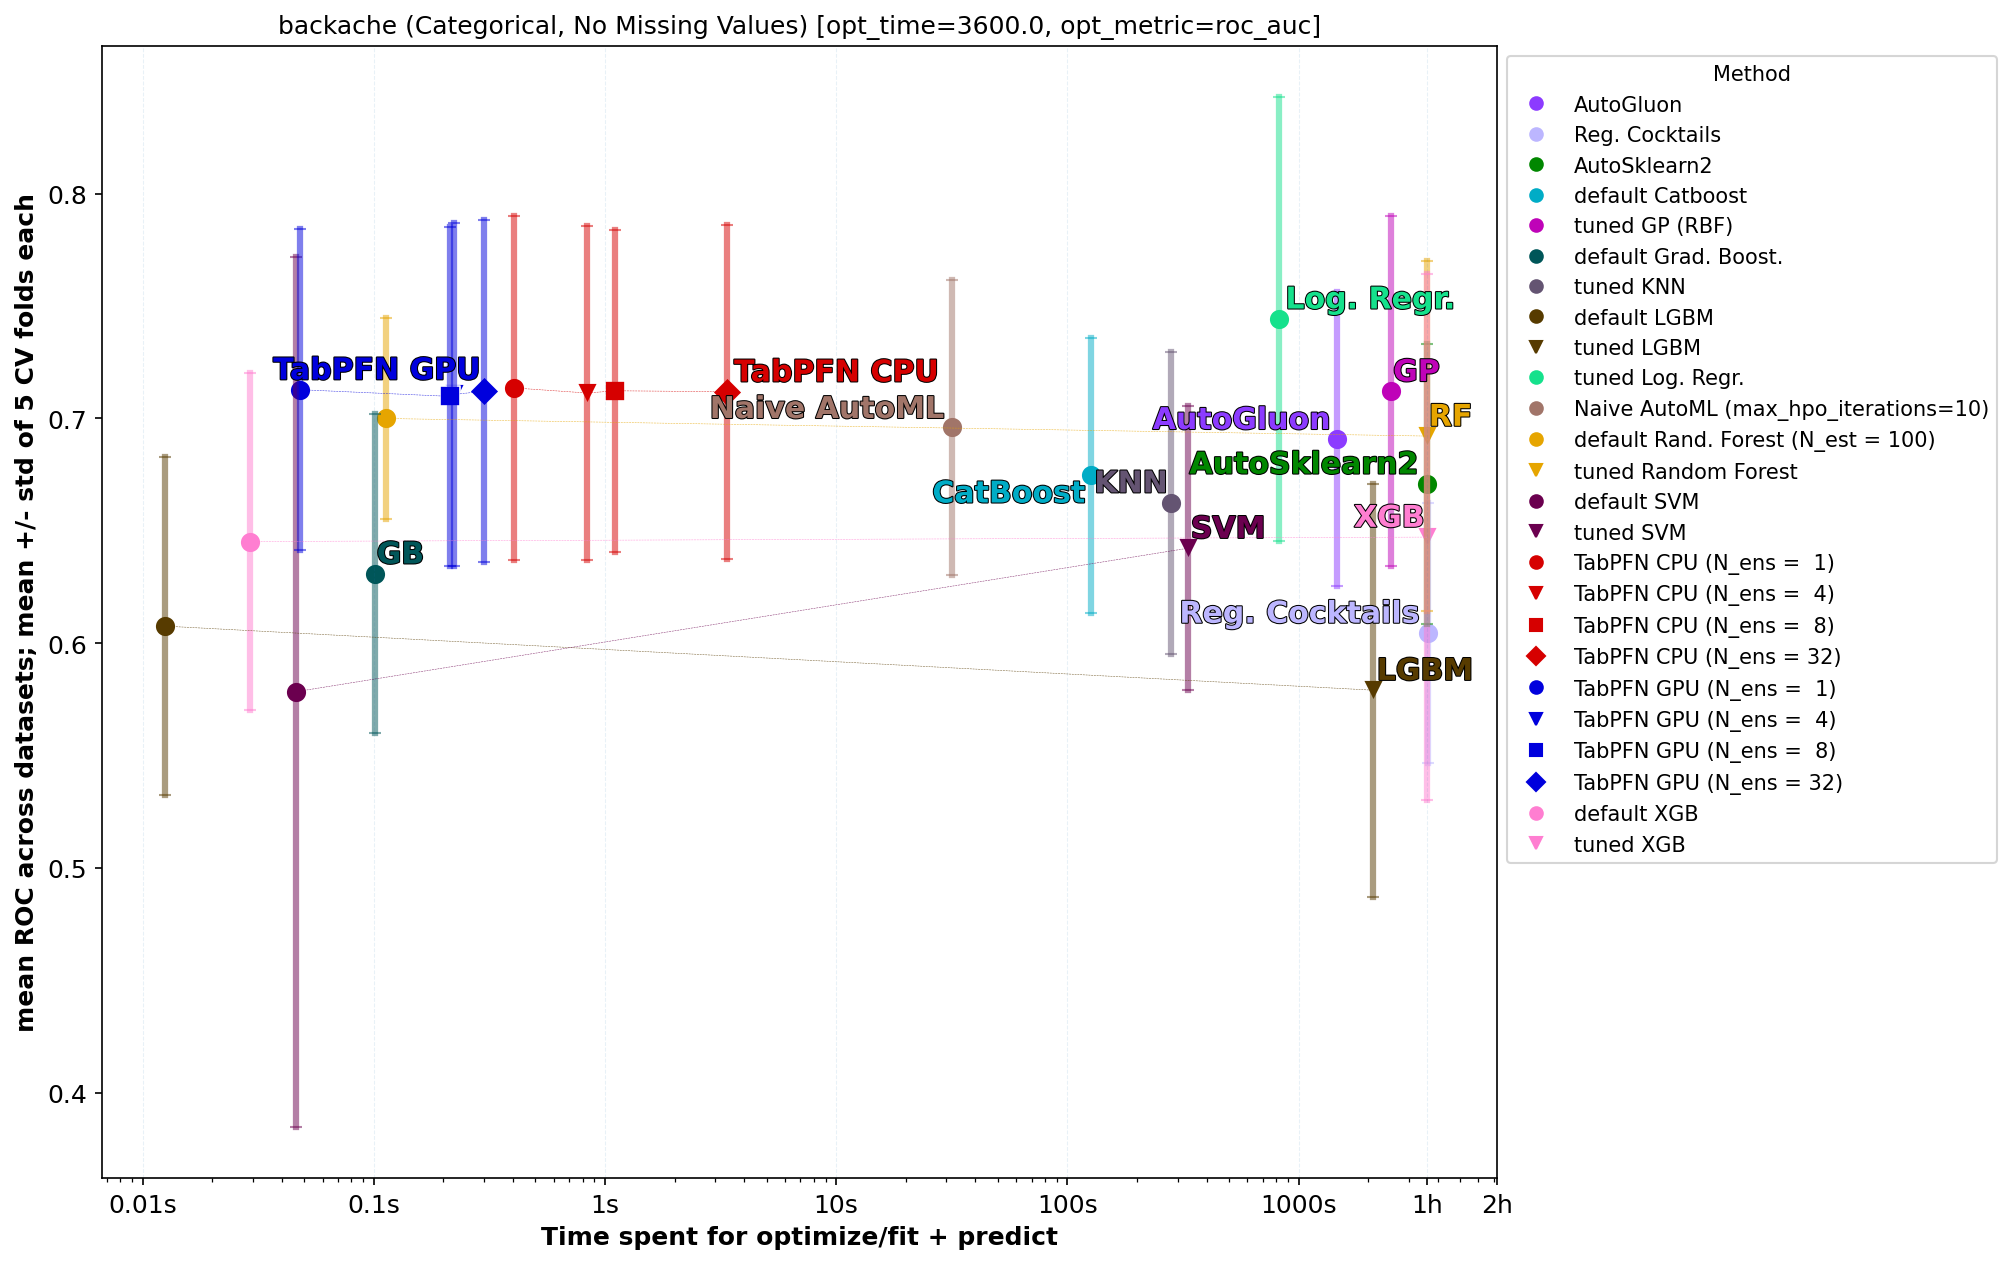 backache (Categorical, No Missing Values) [opt_time=3600.0, opt_metric=roc_auc]
mean ROC across datasets; mean +/- std of 5 CV folds each
0.8
0.7
0.6
0.5
0.4
TabPFN GPU
TabPFN CPU
Naive AutoML
GB
CatBoost
KNN
SVM
Log. Regr.
GP
AutoGluon
RF
AutoSklearn2
XGB
Reg. Cocktails
LGBM
0.01s
0.1s
1s
10s
100s
1000s
1h
2h
Time spent for optimize/fit + predict
Method
AutoGluon
Reg. Cocktails
AutoSklearn2
default Catboost
tuned GP (RBF)
default Grad. Boost.
tuned KNN
default LGBM
tuned LGBM
tuned Log. Regr.
Naive AutoML (max_hpo_iterations=10)
default Rand. Forest (N_est = 100)
tuned Random Forest
default SVM
tuned SVM
TabPFN CPU (N_ens =  1)
TabPFN CPU (N_ens =  4)
TabPFN CPU (N_ens =  8)
TabPFN CPU (N_ens = 32)
TabPFN GPU (N_ens =  1)
TabPFN GPU (N_ens =  4)
TabPFN GPU (N_ens =  8)
TabPFN GPU (N_ens = 32)
default XGB
tuned XGB